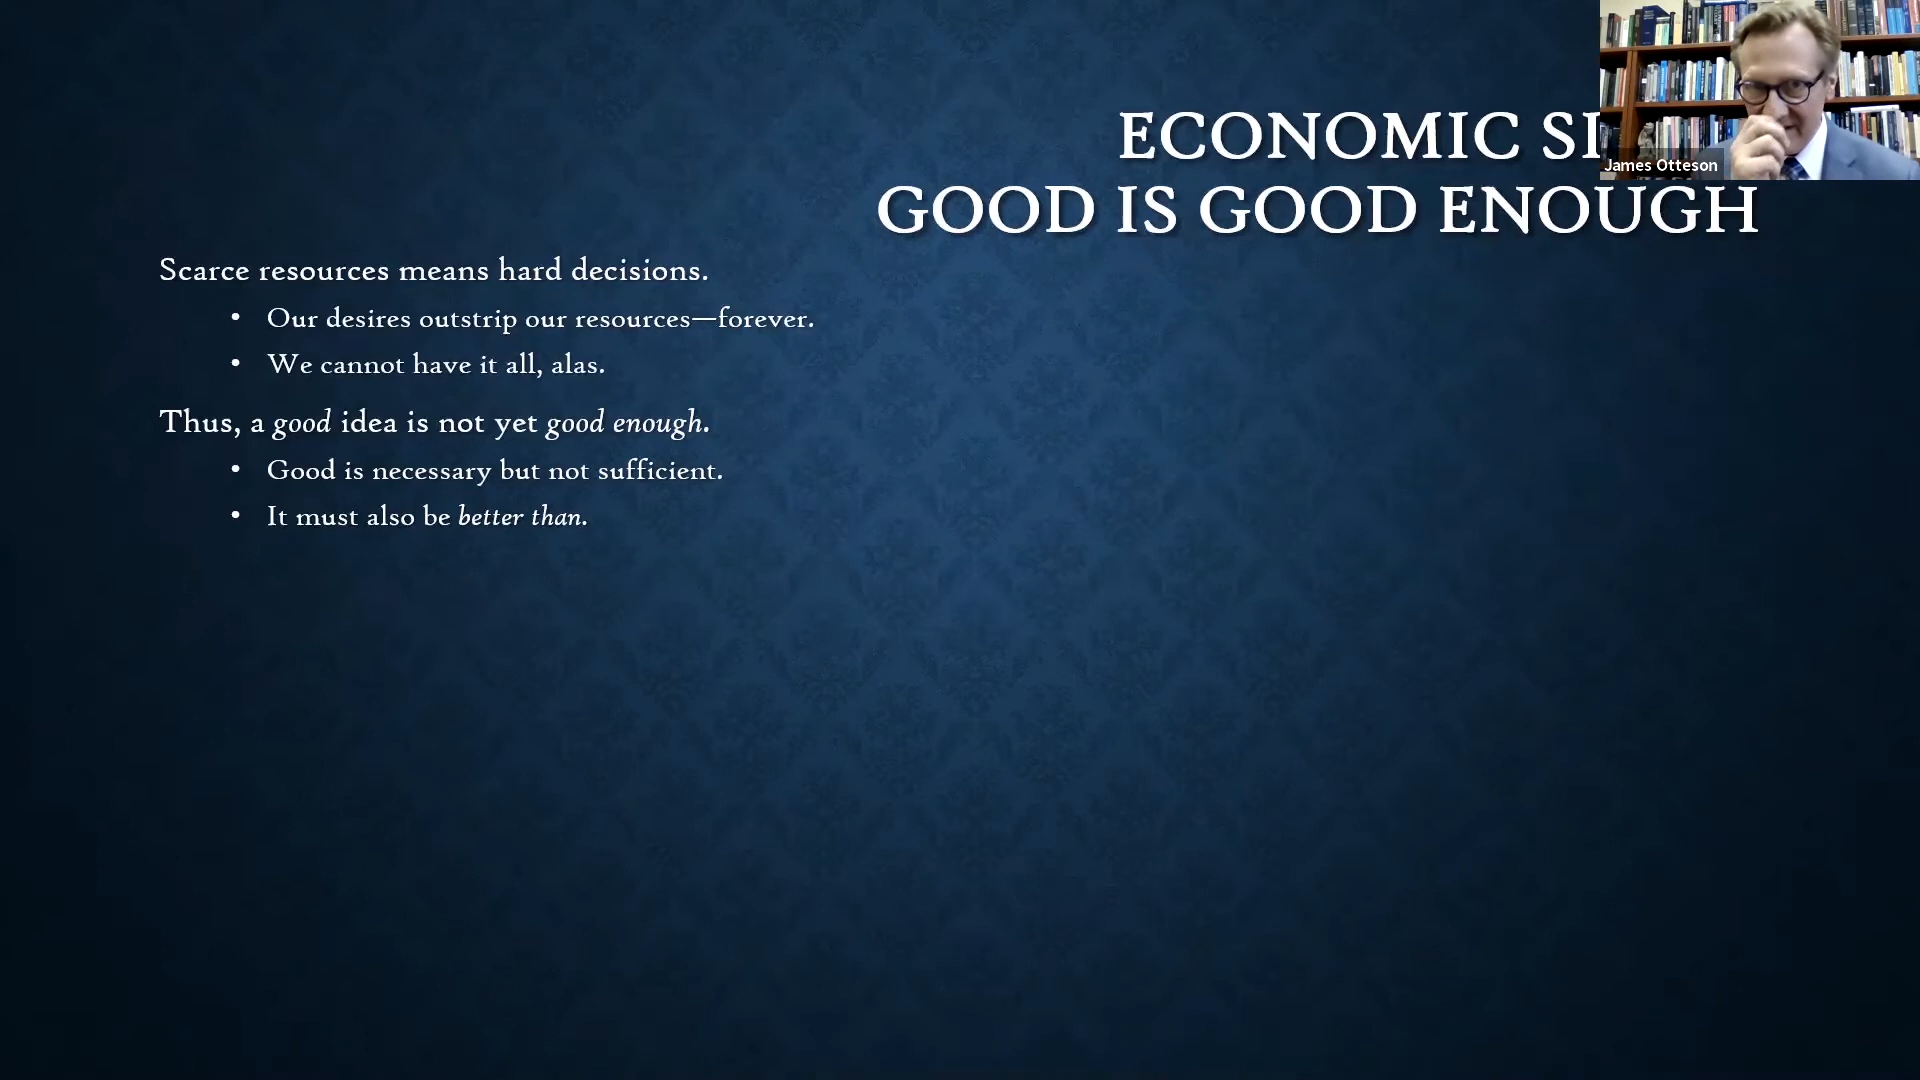 ECONOMIC
GOOD IS GOOD ENOUGH
James Otteson
Scarce resources means hard decisions.
• Our desires outstrip our resources—forever.
• We cannot have it all, alas.
Thus, a good idea is not yet good enough.
• Good is necessary but not sufficient.
• It must also be better than.